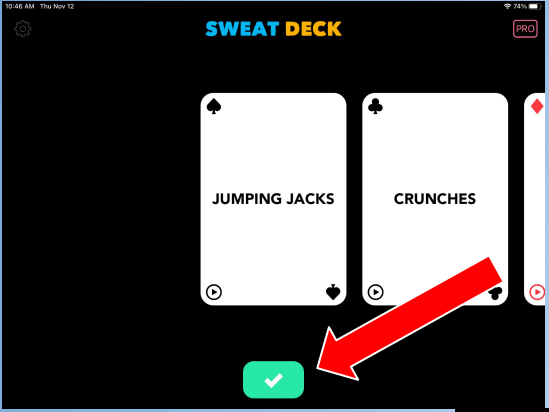 10:46 AM Thu Nov 12
74%
SWEAT DECK
PRO
JUMPING JACKS
CRUNCHES